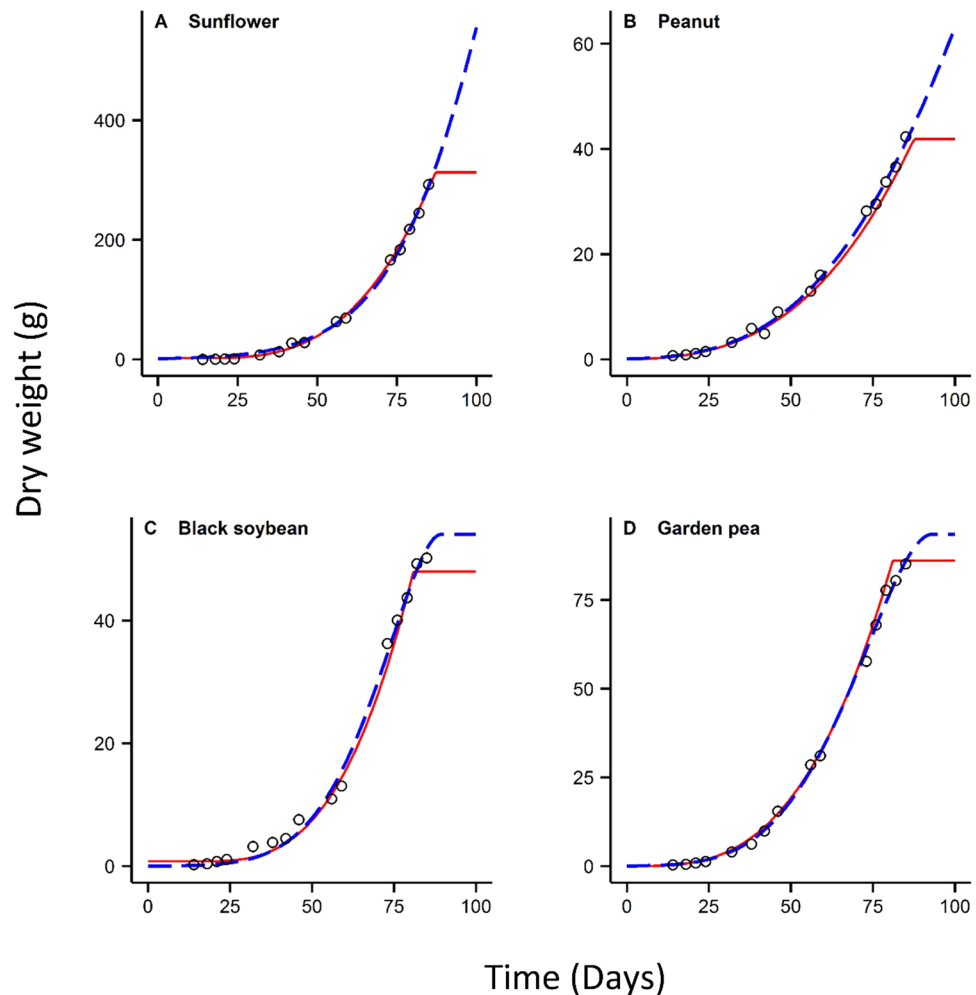 A Sunflower
400
200
0
0 25 50 75 100
B Peanut
60
40
20
0
0 25 50 75 100
Dry weight (g)
C Black soybean
40
20
0
0 25 50 75 100
D Garden pea
75
50
25
0
0 25 50 75 100
Time (Days)